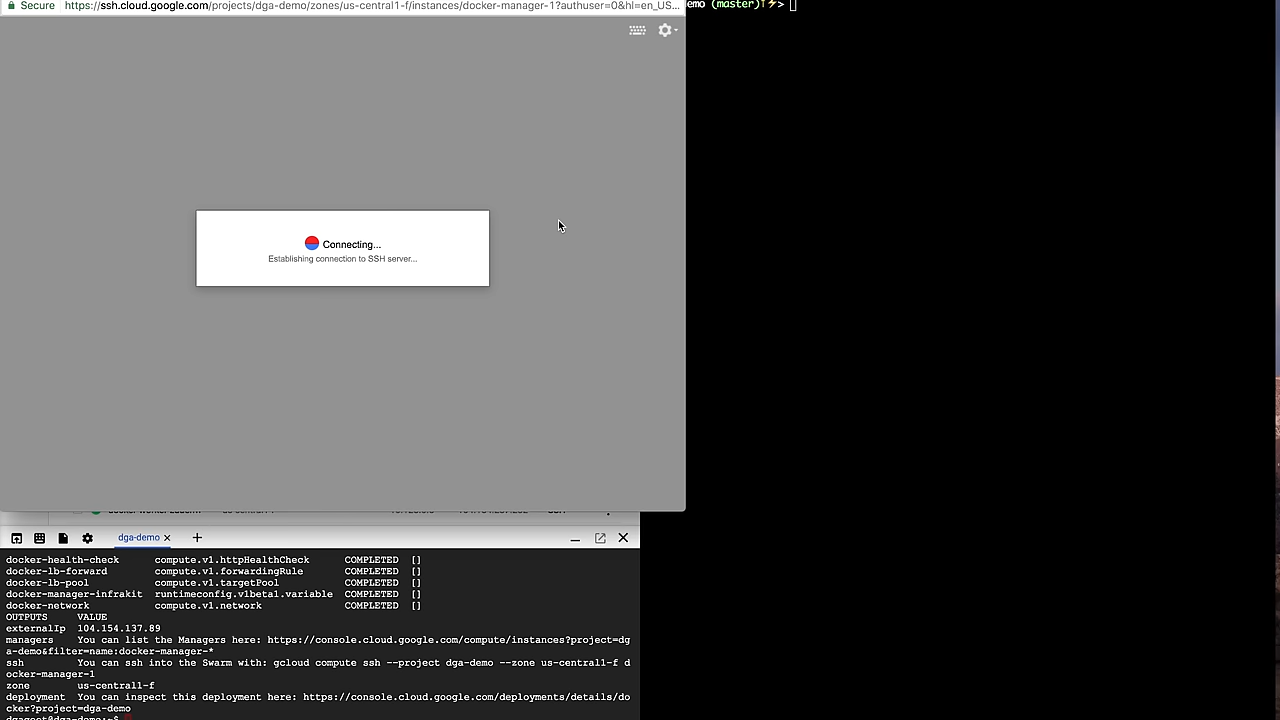 Secure https://ssh.cloud.google.com/projects/dga-demo/zones/us-central1-f/instances/docker-manager-1?authuser=0&hl=en_US...
emo (master)↑⚡>
Connecting...
Establishing connection to SSH server...
dga-demo × +
docker-health-check compute.v1.httpHealthCheck COMPLETED []
docker-lb-forward compute.v1.forwardingRule COMPLETED []
docker-lb-pool compute.v1.targetPool COMPLETED []
docker-manager-infrakit runtimeconfig.v1beta1.variable COMPLETED []
docker-network compute.v1.network COMPLETED []
OUTPUTS VALUE
externalIp 104.154.137.89
managers You can list the Managers here: https://console.cloud.google.com/compute/instances?project=dg
a-demo&filter=name:docker-manager-*
ssh You can ssh into the Swarm with: gcloud compute ssh --project dga-demo --zone us-central1-f d
ocker-manager-1
zone us-central1-f
deployment You can inspect this deployment here: https://console.cloud.google.com/deployments/details/do
cker?project=dga-demo